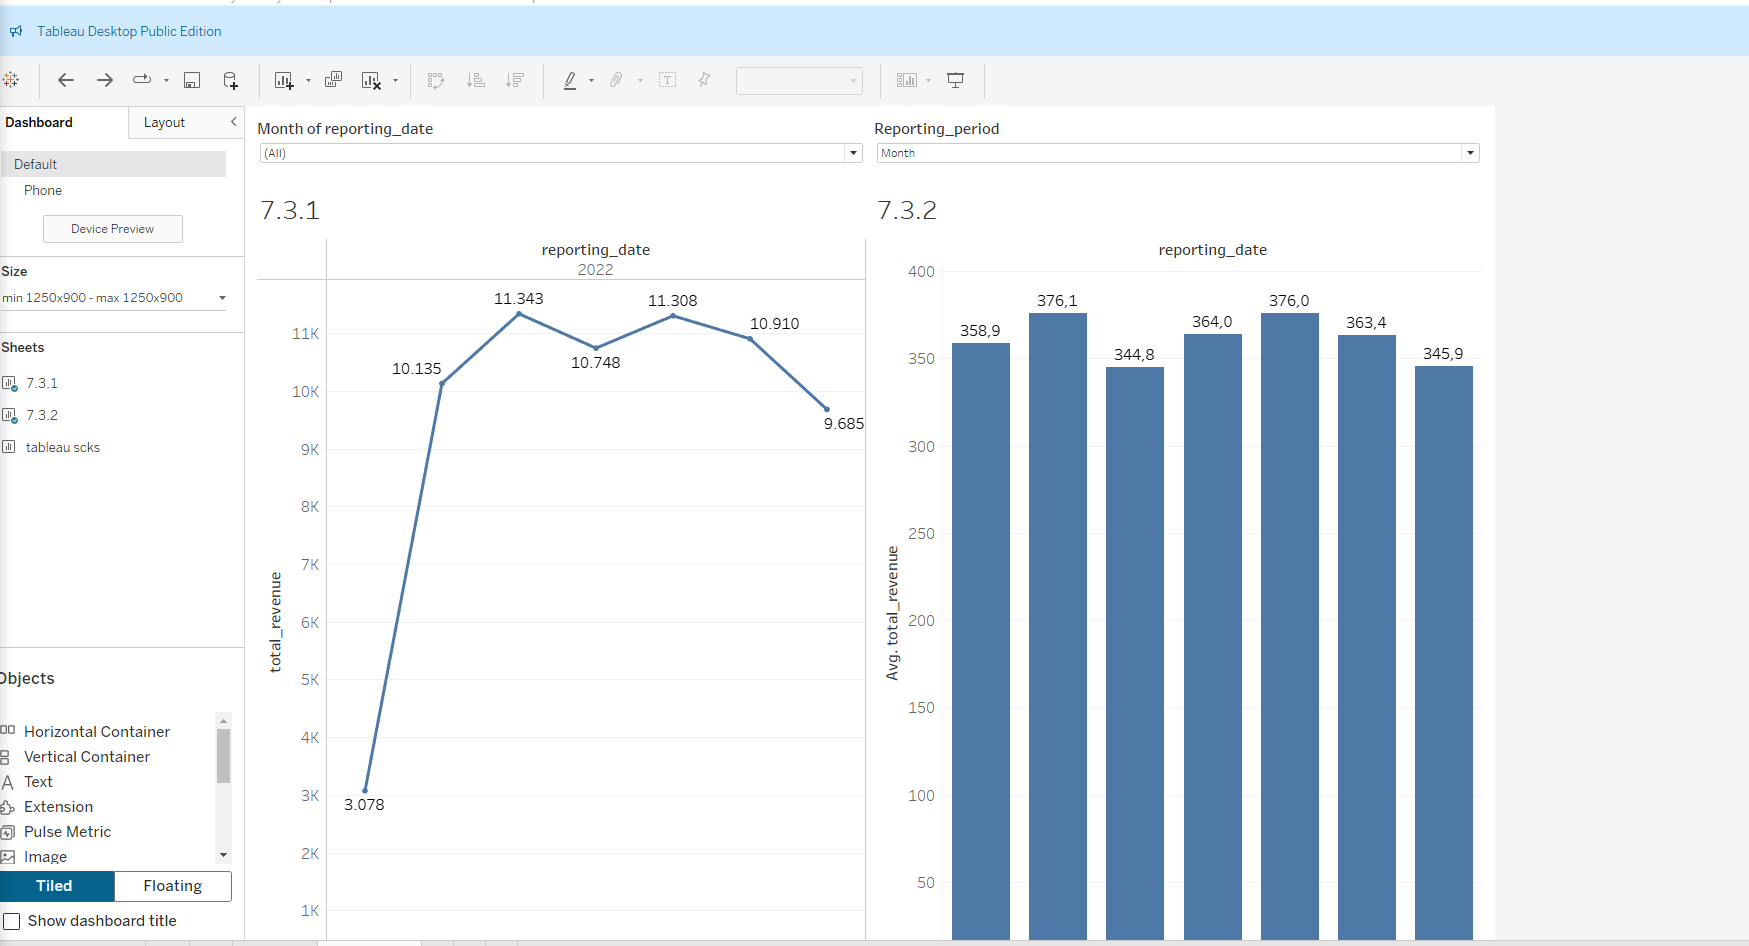 Tableau Desktop Public Edition
Dashboard
Layout
Default
Phone
Device Preview
Size
min 1250x900 - max 1250x900
Sheets
7.3.1
7.3.2
tableau scks
Objects
Horizontal Container
Vertical Container
Text
Extension
Pulse Metric
Image
Tiled
Floating
Show dashboard title
Month of reporting_date
(All)
7.3.1
reporting_date
2022
total_revenue
11K
10K
9K
8K
7K
6K
5K
4K
3K
2K
1K
3.078
10.135
11.343
10.748
11.308
10.910
9.685
Reporting_period
Month
7.3.2
reporting_date
Avg. total_revenue
400
350
300
250
200
150
100
50
358,9
376,1
344,8
364,0
376,0
363,4
345,9